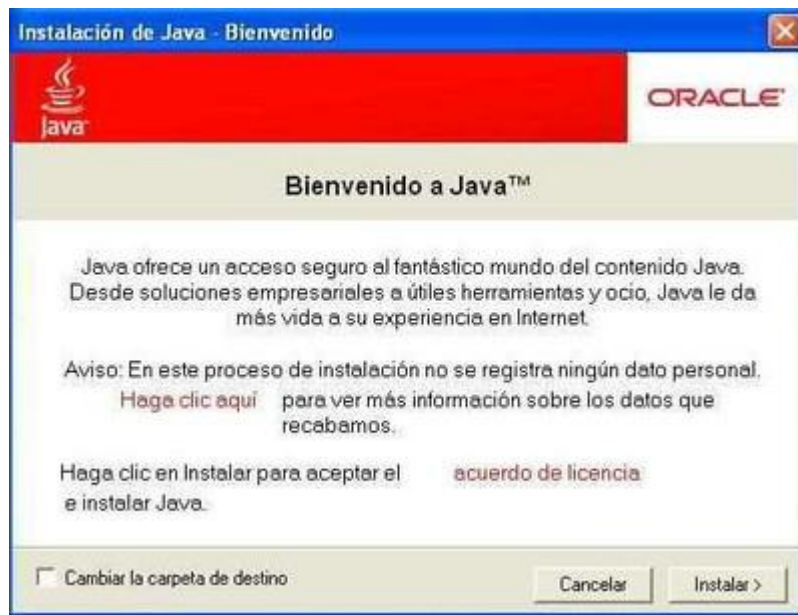 Instalación de Java - Bienvenido
Java
ORACLE
Bienvenido a Java™
Java ofrece un acceso seguro al fantástico mundo del contenido Java.
Desde soluciones empresariales a útiles herramientas y ocio, Java le da
más vida a su experiencia en Internet.
Aviso: En este proceso de instalación no se registra ningún dato personal.
Haga clic aquí para ver más información sobre los datos que
recabamos.
Haga clic en Instalar para aceptar el acuerdo de licencia
e instalar Java.
Cambiar la carpeta de destino
Cancelar
Instalar >